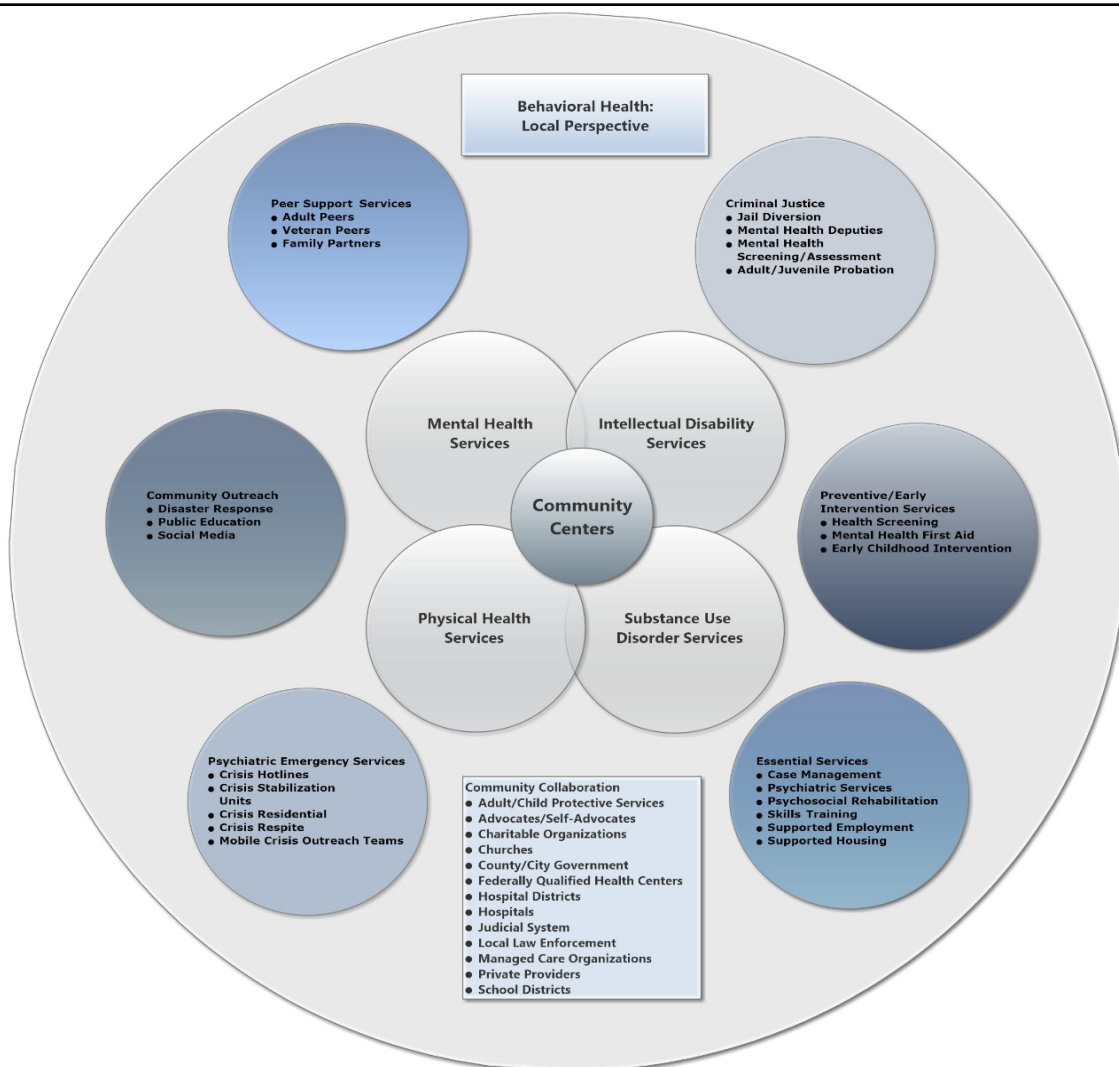 Behavioral Health:
Local Perspective
Peer Support Services
● Adult Peers
● Veteran Peers
● Family Partners
Criminal Justice
● Jail Diversion
● Mental Health Deputies
● Mental Health
Screening/Assessment
● Adult/Juvenile Probation
Mental Health
Services
Intellectual Disability
Services
Community
Centers
Community Outreach
● Disaster Response
● Public Education
● Social Media
Preventive/Early
Intervention Services
● Health Screening
● Mental Health First Aid
● Early Childhood Intervention
Physical Health
Services
Substance Use
Disorder Services
Psychiatric Emergency Services
● Crisis Hotlines
● Crisis Stabilization
Units
● Crisis Residential
● Crisis Respite
● Mobile Crisis Outreach Teams
Community Collaboration
● Adult/Child Protective Services
● Advocates/Self-Advocates
● Charitable Organizations
● Churches
● County/City Government
● Federally Qualified Health Centers
● Hospital Districts
● Hospitals
● Judicial System
● Local Law Enforcement
● Managed Care Organizations
● Private Providers
● School Districts
Essential Services
● Case Management
● Psychiatric Services
● Psychosocial Rehabilitation
● Skills Training
● Supported Employment
● Supported Housing